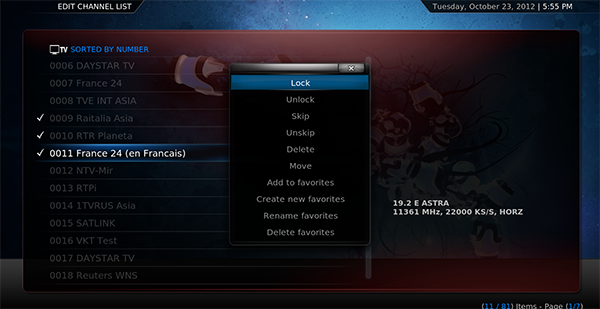 EDIT CHANNEL LIST
Tuesday, October 23, 2012 | 5:55 PM
TV SORTED BY NUMBER
0006 DAYSTAR TV
0007 France 24
0008 TVE INT ASIA
0009 Raitalia Asia
0010 RTR Planeta
0011 France 24 (en Francais)
0012 NTV-Mir
0013 RTPi
0014 1TVRUS Asia
0015 SATLINK
0016 VKT Test
0017 DAYSTAR TV
0018 Reuters WNS
Lock
Unlock
Skip
Unskip
Delete
Move
Add to favorites
Create new favorites
Rename favorites
Delete favorites
19.2 E ASTRA
11361 MHz, 22000 KS/S, HORZ
(11 / 81) Items - Page (1/7)